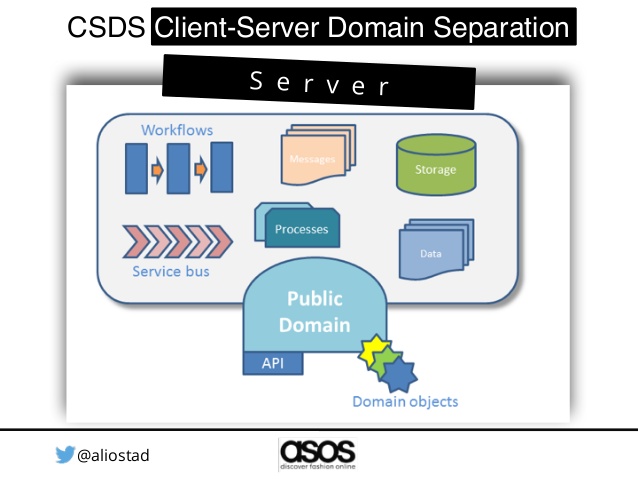 CSDS Client-Server Domain Separation
Server
Workflows
Messages
Storage
Processes
Data
Service bus
Public
Domain
API
Domain objects
@aliostad
asos
discover fashion online